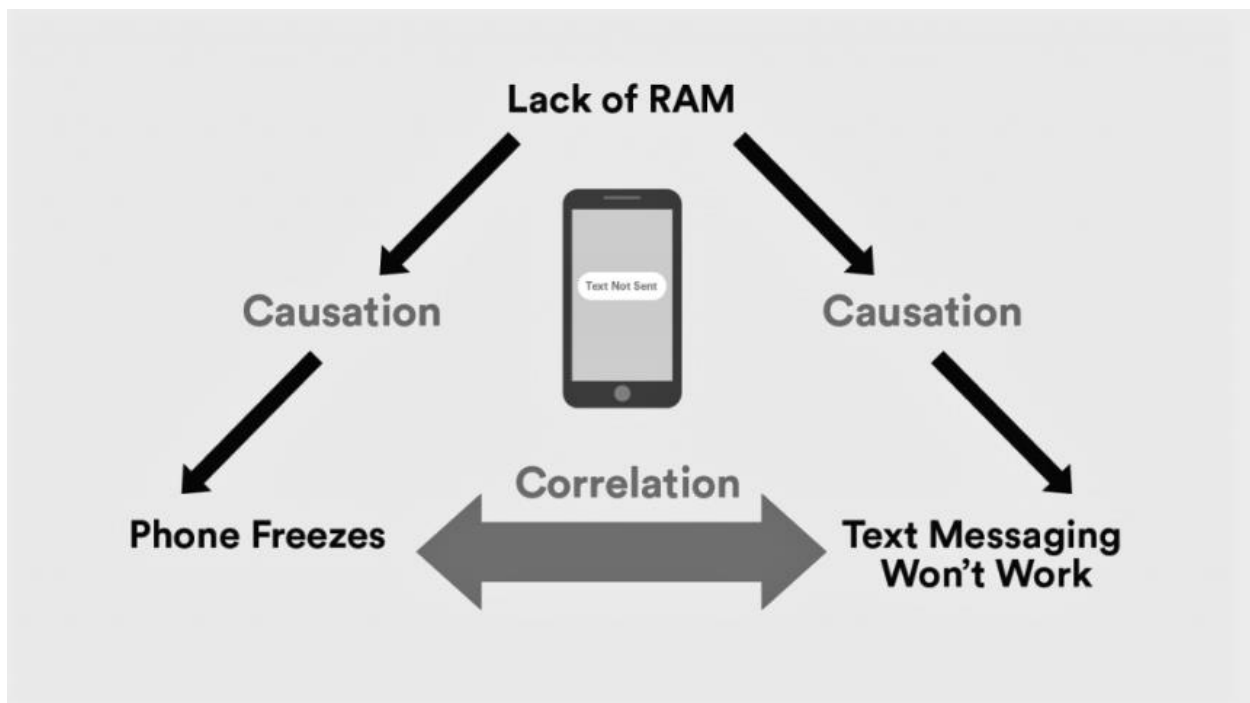 Lack of RAM
Text Not Sent
Causation
Causation
Correlation
Phone Freezes
Text Messaging
Won't Work